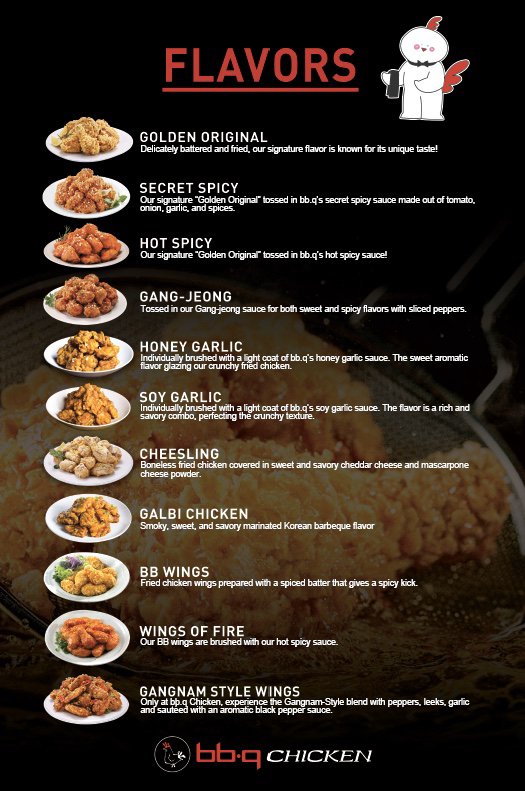 FLAVORS
GOLDEN ORIGINAL
Delicately battered and fried, our signature flavor is known for its unique taste!
SECRET SPICY
Our signature "Golden Original" tossed in bb.q's secret spicy sauce made out of tomato,
onion, garlic, and spices.
HOT SPICY
Our signature "Golden Original" tossed in bb.q's hot spicy sauce!
GANG-JEONG
Tossed in our Gang-jeong sauce for both sweet and spicy flavors with sliced peppers.
HONEY GARLIC
Individually brushed with a light coat of bb.q's honey garlic sauce. The sweet aromatic
flavor glazing our crunchy fried chicken.
SOY GARLIC
Individually brushed with a light coat of bb.q's soy garlic sauce. The flavor is a rich and
savory combo, perfecting the crunchy texture.
CHEESLING
Boneless fried chicken covered in sweet and savory cheddar cheese and mascarpone
cheese powder.
GALBI CHICKEN
Smoky, sweet, and savory marinated Korean barbeque flavor
BB WINGS
Fried chicken wings prepared with a spiced batter that gives a spicy kick.
WINGS OF FIRE
Our BB wings are brushed with our hot spicy sauce.
GANGNAM STYLE WINGS
Only at bb.q Chicken, experience the Gangnam-Style blend with peppers, leeks, garlic
and sauteed with an aromatic black pepper sauce.
bb.q CHICKEN